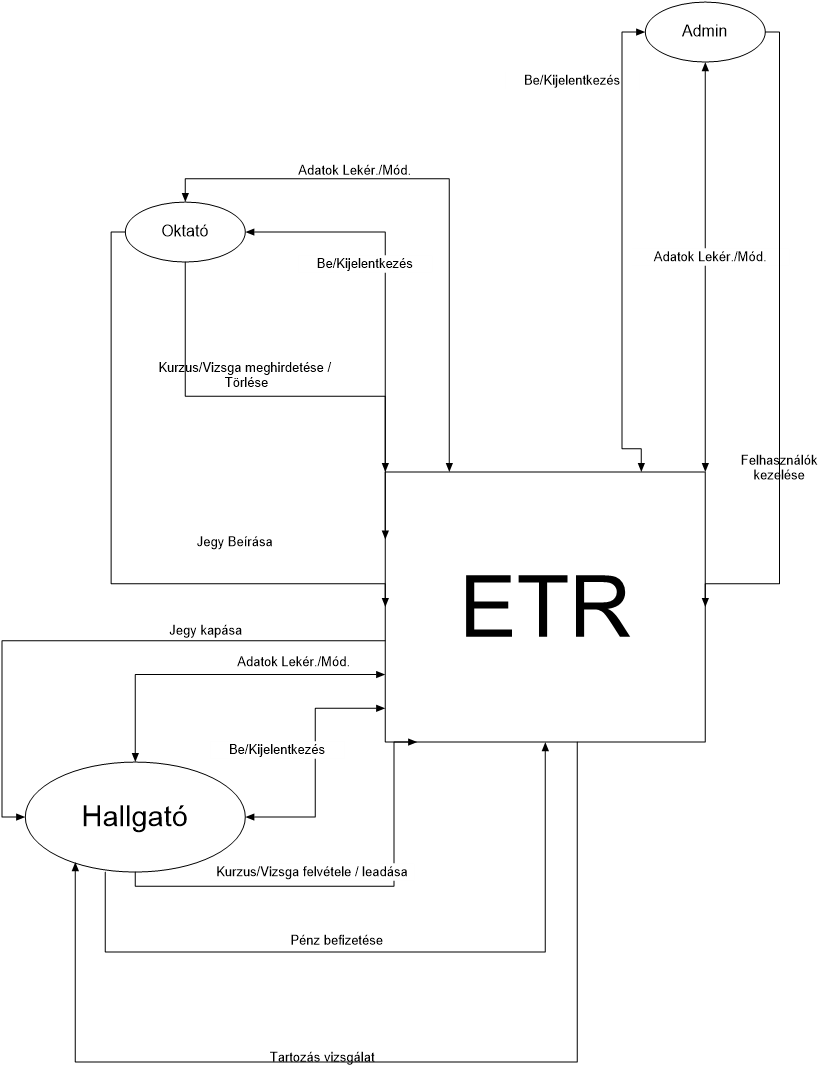 Admin
Be/Kijelentkezés
Adatok Lekér./Mód.
Oktató
Adatok Lekér./Mód.
Be/Kijelentkezés
Kurzus/Vizsga meghirdetése /
Törlése
Felhasználók
kezelése
Jegy Beírása
ETR
Jegy kapása
Adatok Lekér./Mód.
Be/Kijelentkezés
Hallgató
Kurzus/Vizsga felvétele / leadása
Pénz befizetése
Tartozás vizsgálat